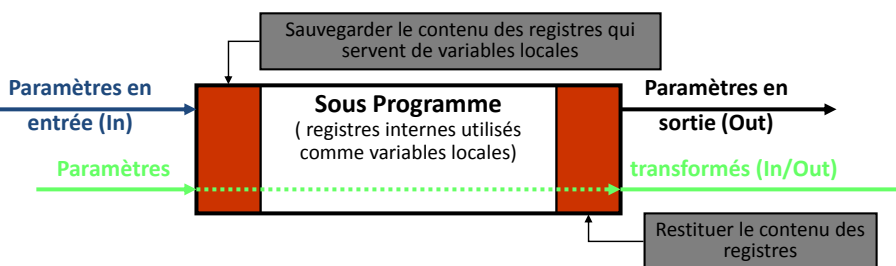 Sauvegarder le contenu des registres qui
servent de variables locales
Paramètres en
entrée (In)
Sous Programme
( registres internes utilisés
comme variables locales)
Paramètres en
sortie (Out)
Paramètres
transformés (In/Out)
Restituer le contenu des
registres